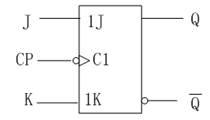 J 1J Q
CP C1
K 1K Q̅